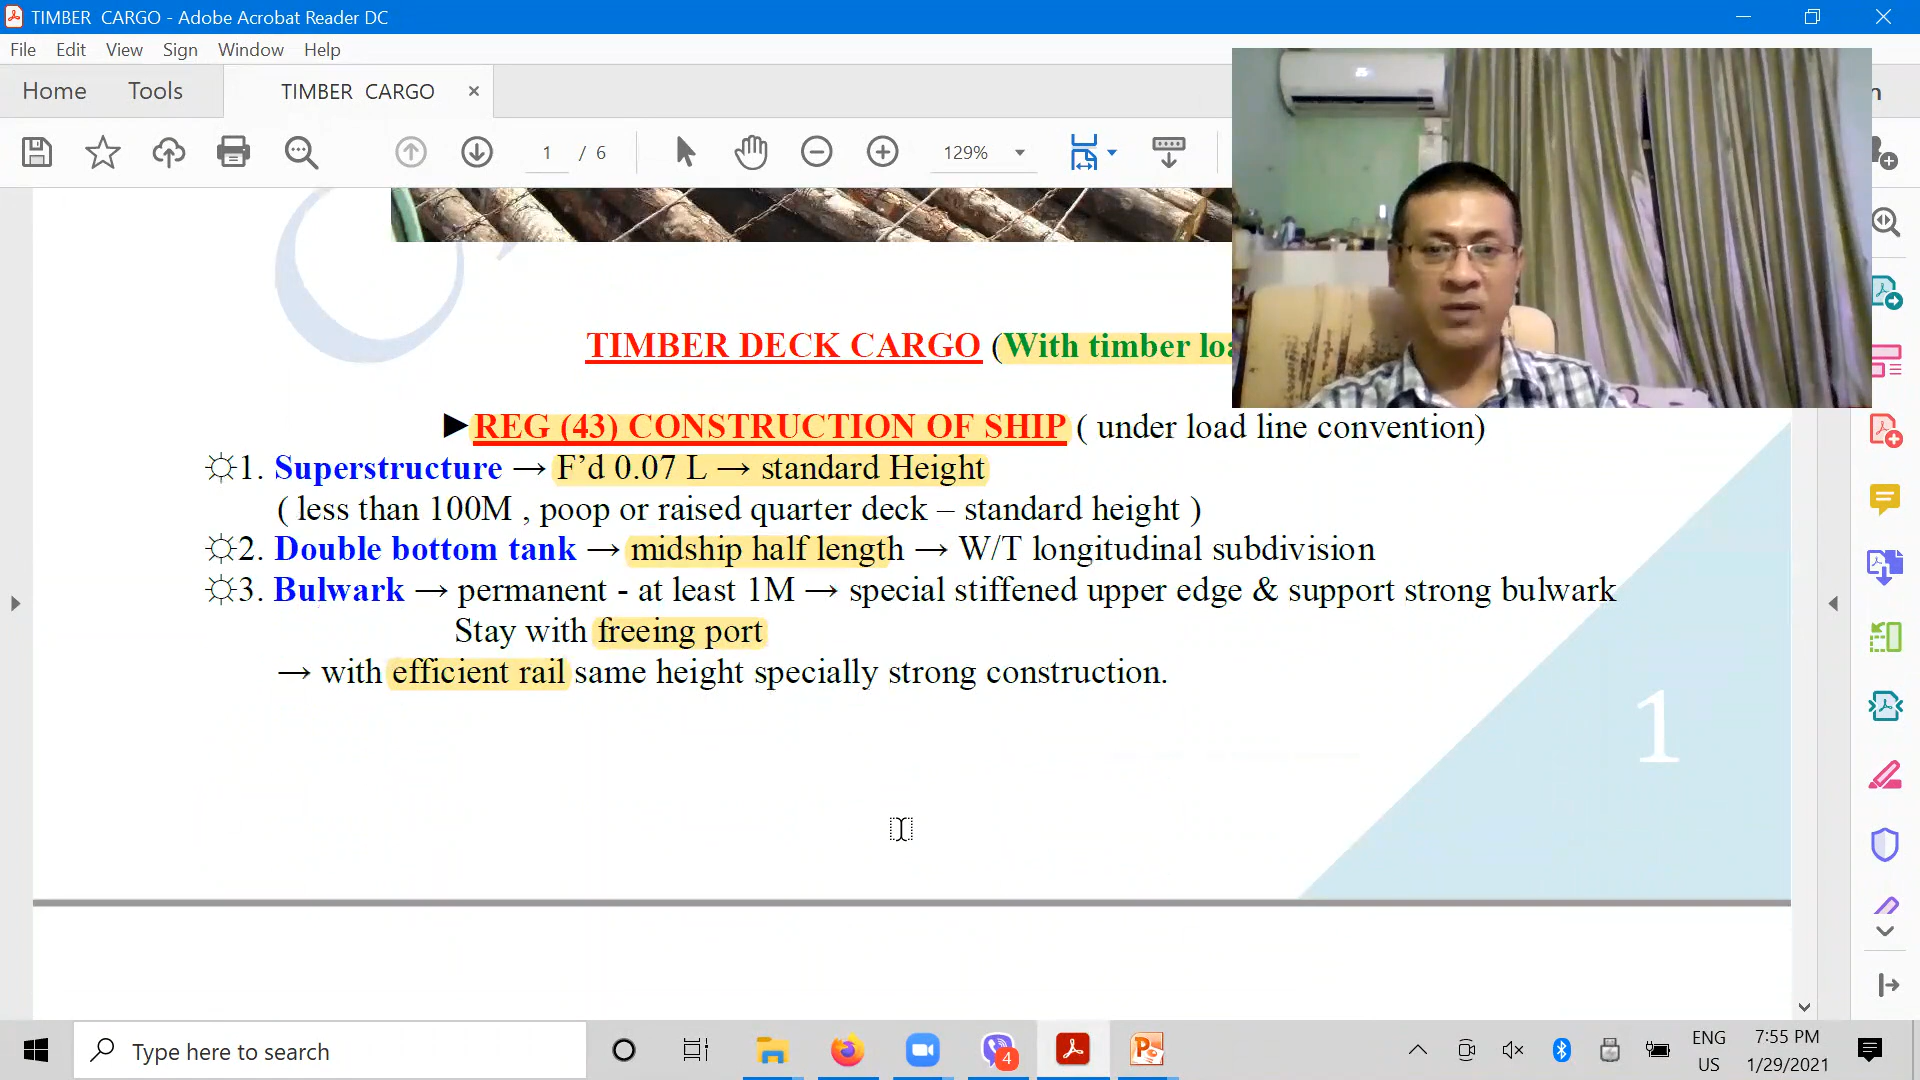 TIMBER CARGO - Adobe Acrobat Reader DC
File Edit View Sign Window Help
Home Tools TIMBER CARGO ×
1 / 6 129%
TIMBER DECK CARGO (With timber
►REG (43) CONSTRUCTION OF SHIP ( under load line convention)
☼1. Superstructure → F’d 0.07 L → standard Height
( less than 100M , poop or raised quarter deck – standard height )
☼2. Double bottom tank → midship half length → W/T longitudinal subdivision
☼3. Bulwark → permanent - at least 1M → special stiffened upper edge & support strong bulwark
Stay with freeing port
→ with efficient rail same height specially strong construction.
1
Type here to search
4
ENG
US
7:55 PM
1/29/2021